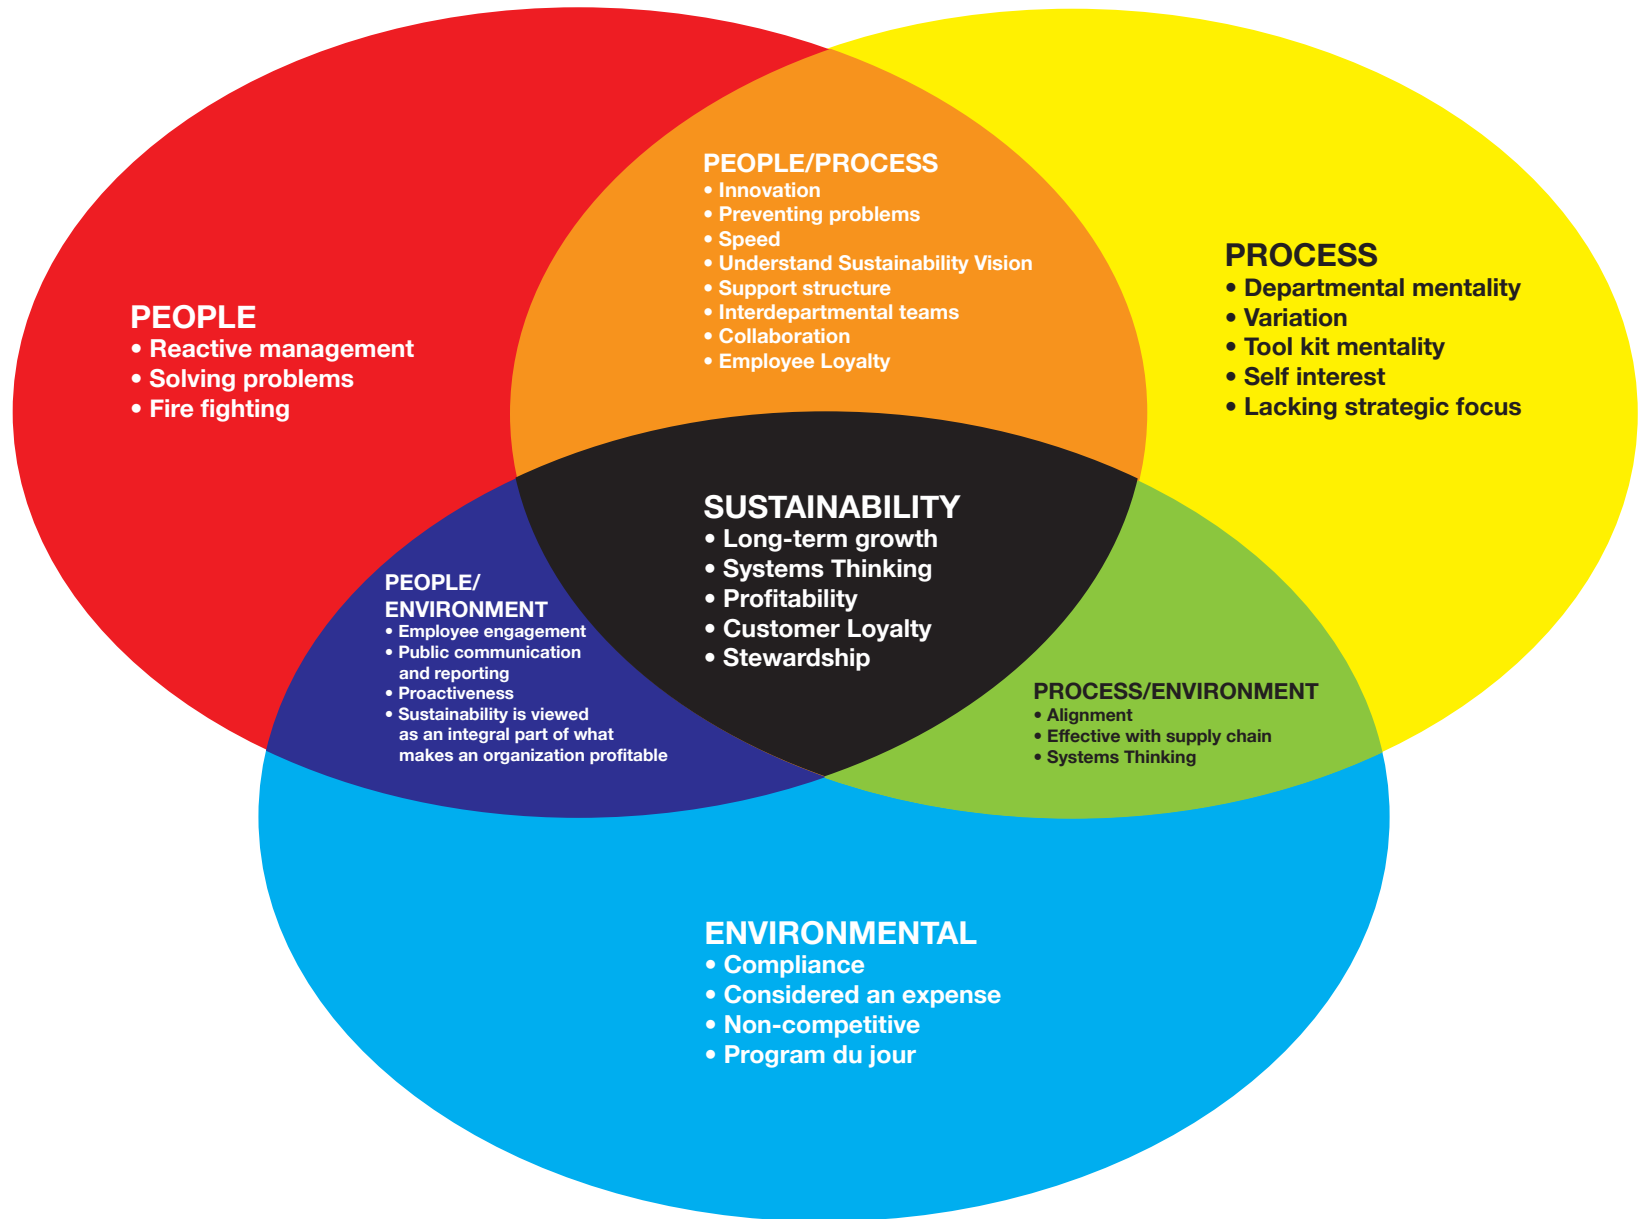 PEOPLE/PROCESS
• Innovation
• Preventing problems
• Speed
• Understand Sustainability Vision
• Support structure
• Interdepartmental teams
• Collaboration
• Employee Loyalty
PROCESS
• Departmental mentality
• Variation
• Tool kit mentality
• Self interest
• Lacking strategic focus
PEOPLE
• Reactive management
• Solving problems
• Fire fighting
SUSTAINABILITY
• Long-term growth
• Systems Thinking
• Profitability
• Customer Loyalty
• Stewardship
PEOPLE/
ENVIRONMENT
• Employee engagement
• Public communication
and reporting
• Proactiveness
• Sustainability is viewed
as an integral part of what
makes an organization profitable
PROCESS/ENVIRONMENT
• Alignment
• Effective with supply chain
• Systems Thinking
ENVIRONMENTAL
• Compliance
• Considered an expense
• Non-competitive
• Program du jour